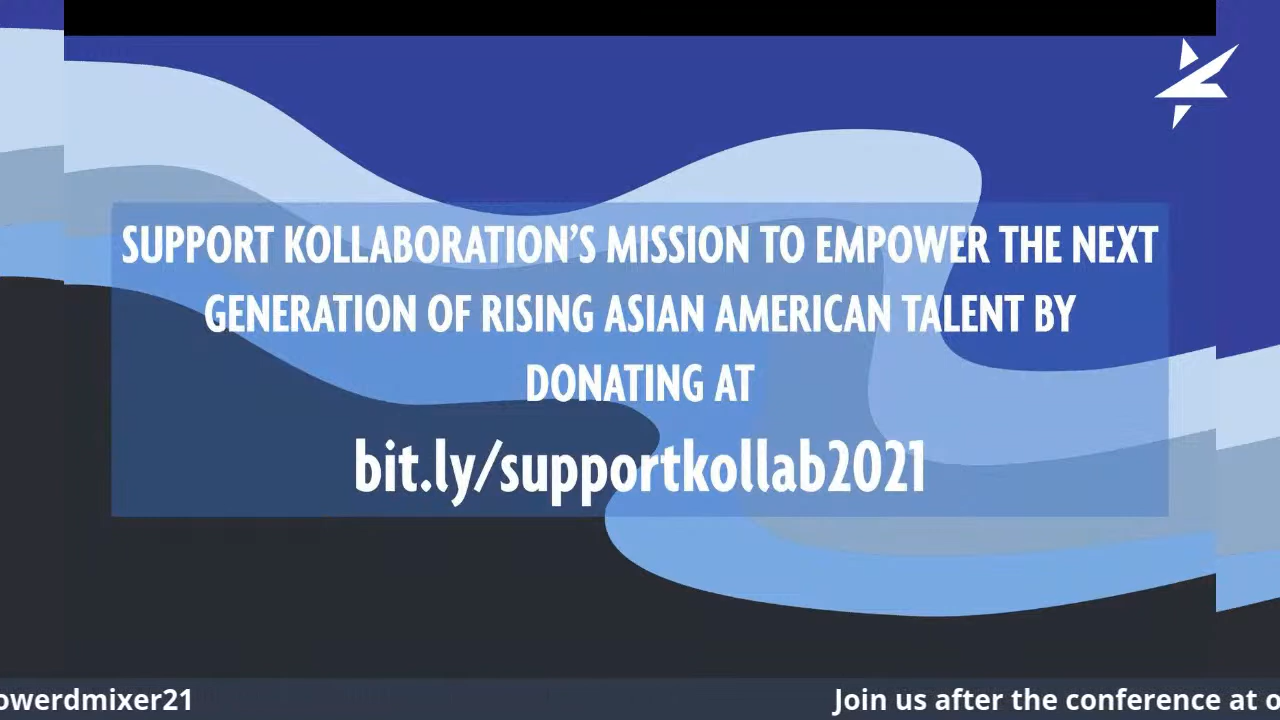 SUPPORT KOLLABORATION'S MISSION TO EMPOWER THE NEXT
GENERATION OF RISING ASIAN AMERICAN TALENT BY
DONATING AT
bit.ly/supportkollab2021
owerdmixer21 Join us after the conference at o